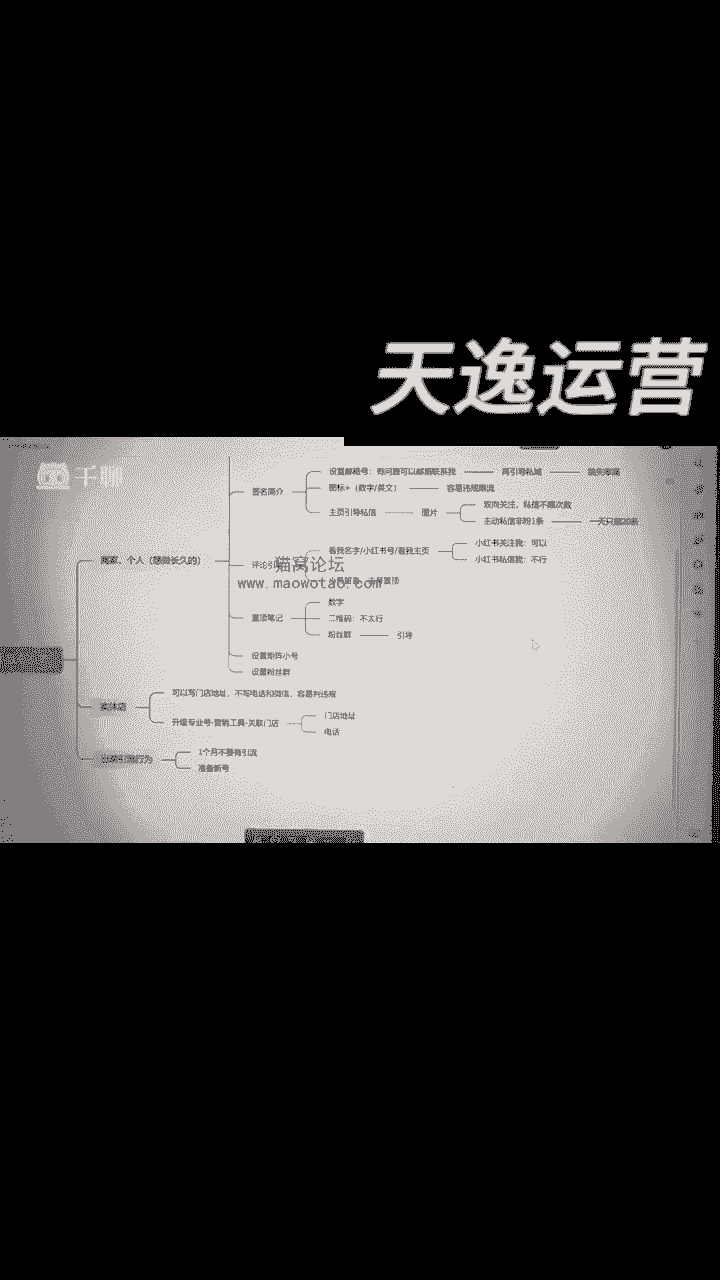 天逸运营
千聊
设置邮箱号：有问题可以邮箱联系我 再引导私域 流失率高
签名简介
图标+（数字/英文） 容易违规限流
双向关注，私信不限次数
主页引导私信 图片
主动私信非粉1条 一天只能20条
小红书关注我：可以
看我名字/小红书号/看我主页
商家、个人（想做长久的）
小红书私信我：不行
猫窝论坛
www.maowotao.com
数字
置顶笔记 二维码：不太行
粉丝群 引导
设置矩阵小号
设置粉丝群
可以写门店地址，不写电话和微信，容易判违规
实体店
门店地址
升级专业号-营销工具-关联门店
电话
1个月不要有引流
准备新号